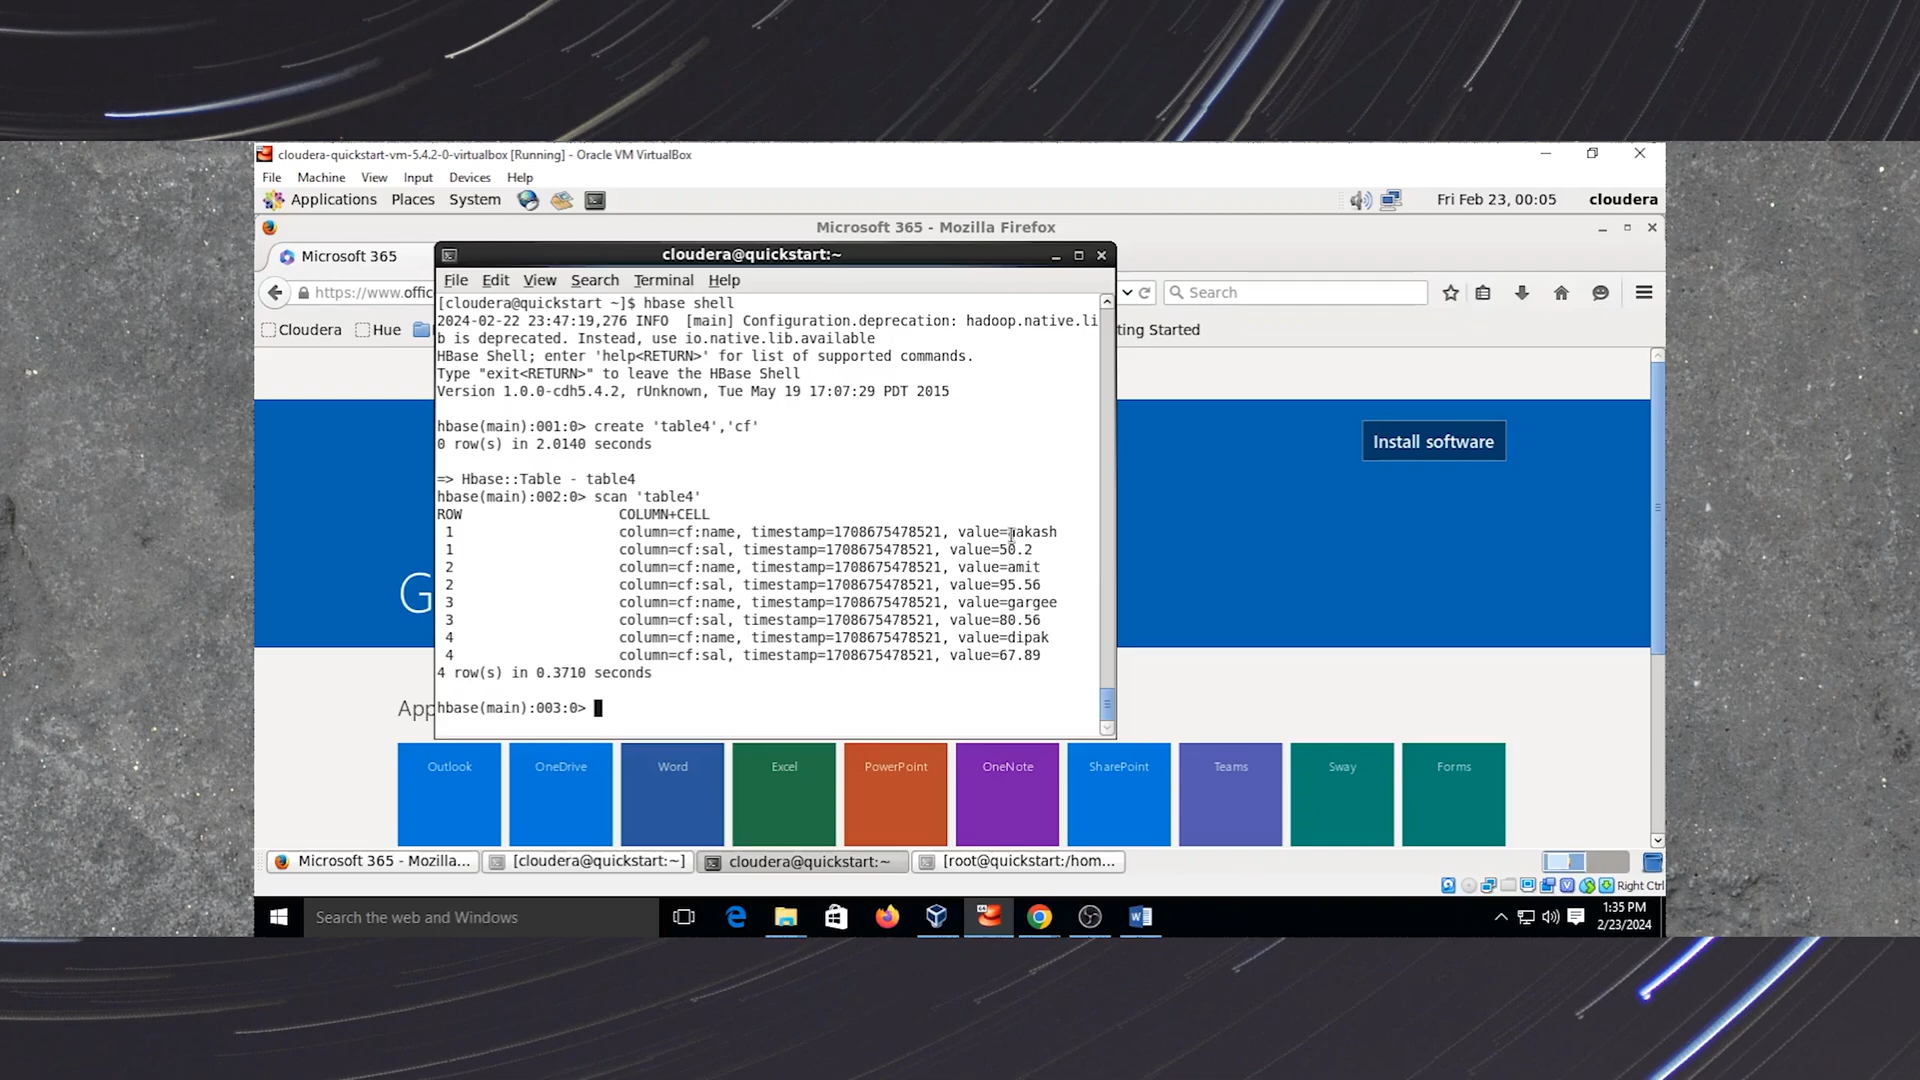 cloudera-quickstart-vm-5.4.2-0-virtualbox [Running] - Oracle VM VirtualBox
File Machine View Input Devices Help
Applications Places System Fri Feb 23, 00:05 cloudera
Microsoft 365 - Mozilla Firefox
Microsoft 365
cloudera@quickstart:~
File Edit View Search Terminal Help
https://www.offic
Search
Cloudera Hue ting Started
[cloudera@quickstart ~]$ hbase shell
2024-02-22 23:47:19,276 INFO [main] Configuration.deprecation: hadoop.native.li
b is deprecated. Instead, use io.native.lib.available
HBase Shell; enter 'help<RETURN>' for list of supported commands.
Type "exit<RETURN>" to leave the HBase Shell
Version 1.0.0-cdh5.4.2, rUnknown, Tue May 19 17:07:29 PDT 2015
hbase(main):001:0> create 'table4','cf'
0 row(s) in 2.0140 seconds
=> Hbase::Table - table4
hbase(main):002:0> scan 'table4'
ROW COLUMN+CELL
1 column=cf:name, timestamp=1708675478521, value=aakash
1 column=cf:sal, timestamp=1708675478521, value=50.2
2 column=cf:name, timestamp=1708675478521, value=amit
2 column=cf:sal, timestamp=1708675478521, value=95.56
3 column=cf:name, timestamp=1708675478521, value=gargee
3 column=cf:sal, timestamp=1708675478521, value=80.56
4 column=cf:name, timestamp=1708675478521, value=dipak
4 column=cf:sal, timestamp=1708675478521, value=67.89
4 row(s) in 0.3710 seconds
hbase(main):003:0>
Install software
G
App
Outlook OneDrive Word Excel PowerPoint OneNote SharePoint Teams Sway Forms
Microsoft 365 - Mozilla... [cloudera@quickstart:~] cloudera@quickstart:~ [root@quickstart:/hom...
Right Ctrl
Search the web and Windows
1:35 PM
2/23/2024